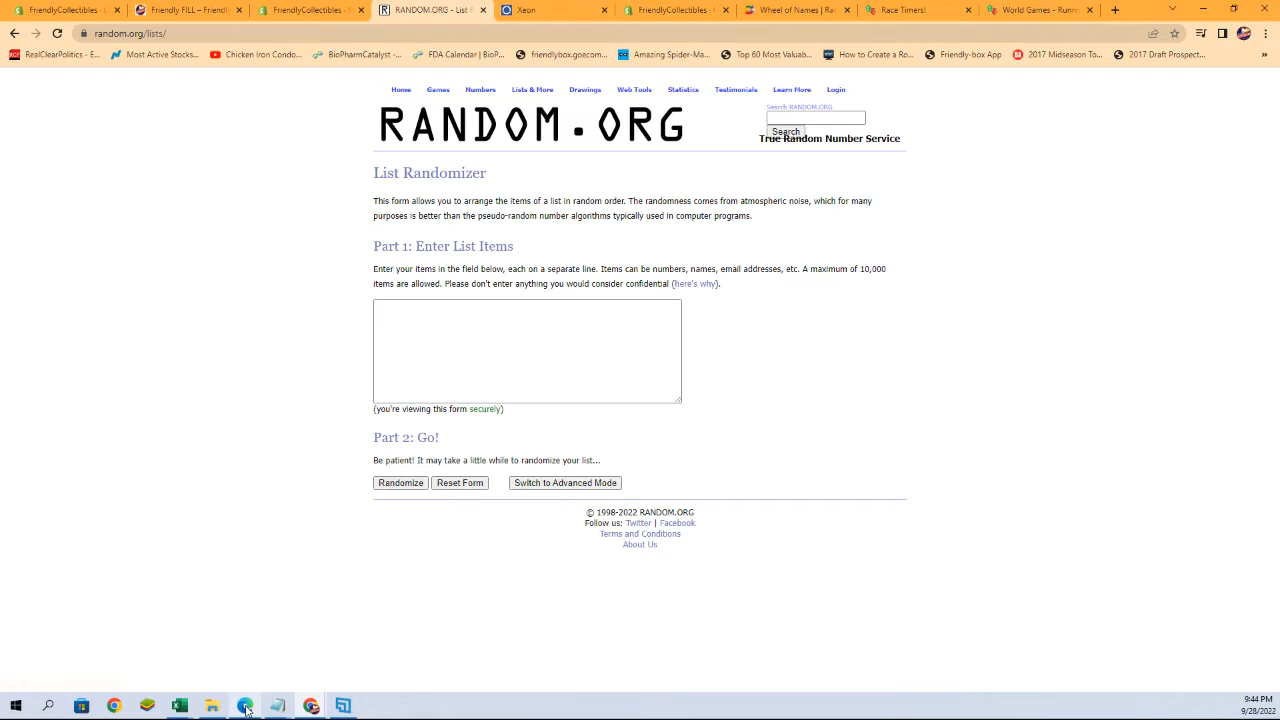 FriendlyCollectibles - C
Friendly FILL – Friendl
FriendlyCollectibles - C
RANDOM.ORG - List R
Xeon
FriendlyCollectibles - C
Wheel of Names | Ra
Race Timers!
World Games - Runne
random.org/lists/
RealClearPolitics - E...
Most Active Stocks...
Chicken Iron Condo...
BioPharmCatalyst -...
FDA Calendar | BioP...
friendlybox.goecom...
Amazing Spider-Ma...
Top 60 Most Valuab...
How to Create a Ro...
Friendly-box App
2017 Midseason To...
2017 Draft Prospect...
Home Games Numbers Lists & More Drawings Web Tools Statistics Testimonials Learn More Login
RANDOM.ORG
Search RANDOM.ORG
Search
True Random Number Service
List Randomizer
This form allows you to arrange the items of a list in random order. The randomness comes from atmospheric noise, which for many
purposes is better than the pseudo-random number algorithms typically used in computer programs.
Part 1: Enter List Items
Enter your items in the field below, each on a separate line. Items can be numbers, names, email addresses, etc. A maximum of 10,000
items are allowed. Please don't enter anything you would consider confidential (here's why).
(you're viewing this form securely)
Part 2: Go!
Be patient! It may take a little while to randomize your list...
Randomize Reset Form Switch to Advanced Mode
© 1998-2022 RANDOM.ORG
Follow us: Twitter | Facebook
Terms and Conditions
About Us
9:44 PM
9/28/2022